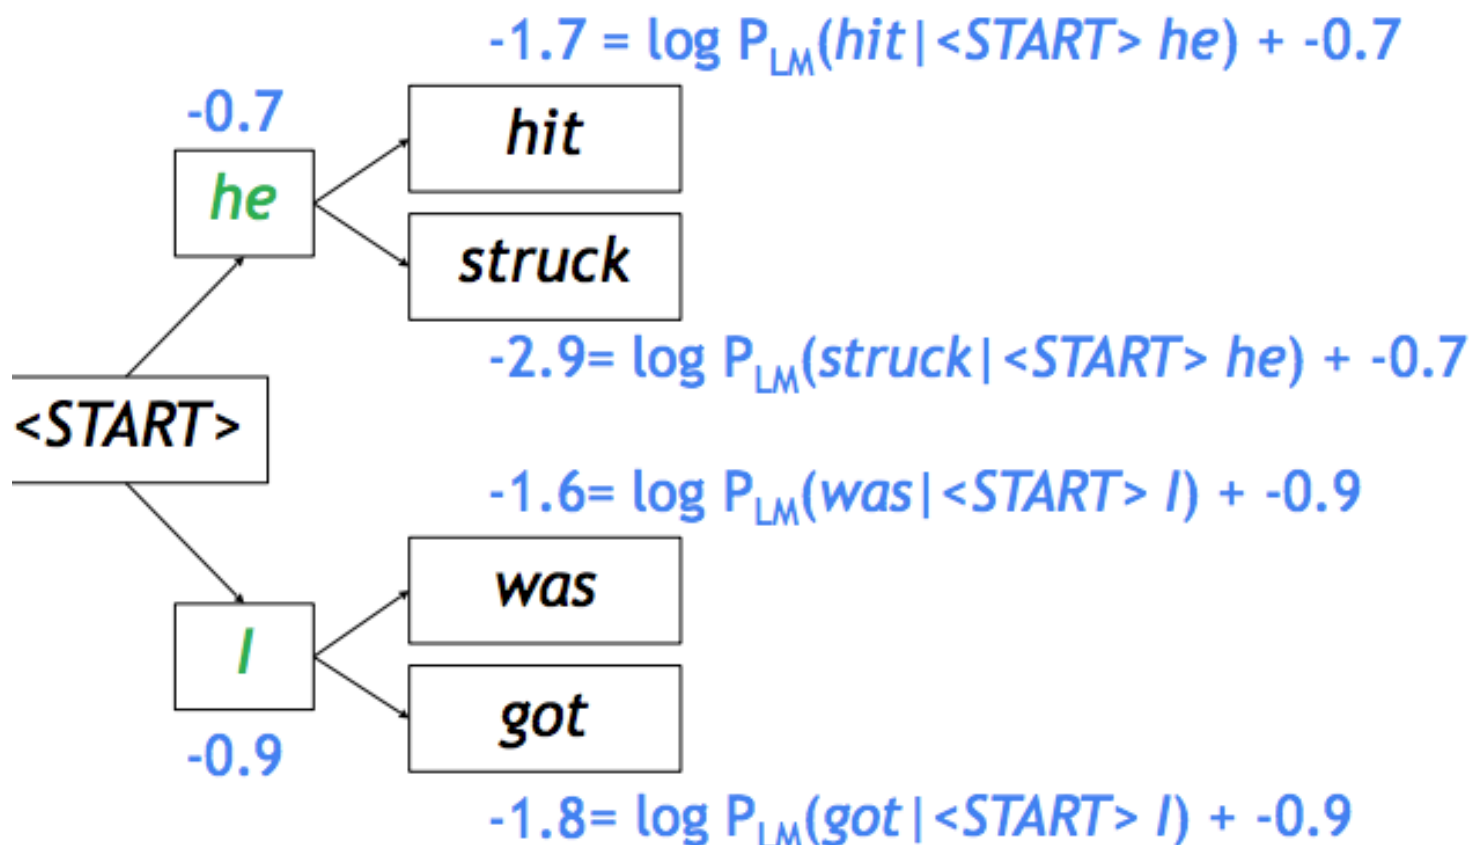 -1.7 = log P_LM(hit|<START> he) + -0.7
-0.7
hit
he
struck
-2.9= log P_LM(struck|<START> he) + -0.7
<START>
-1.6= log P_LM(was|<START> I) + -0.9
was
I
got
-0.9
-1.8= log P_LM(got|<START> I) + -0.9